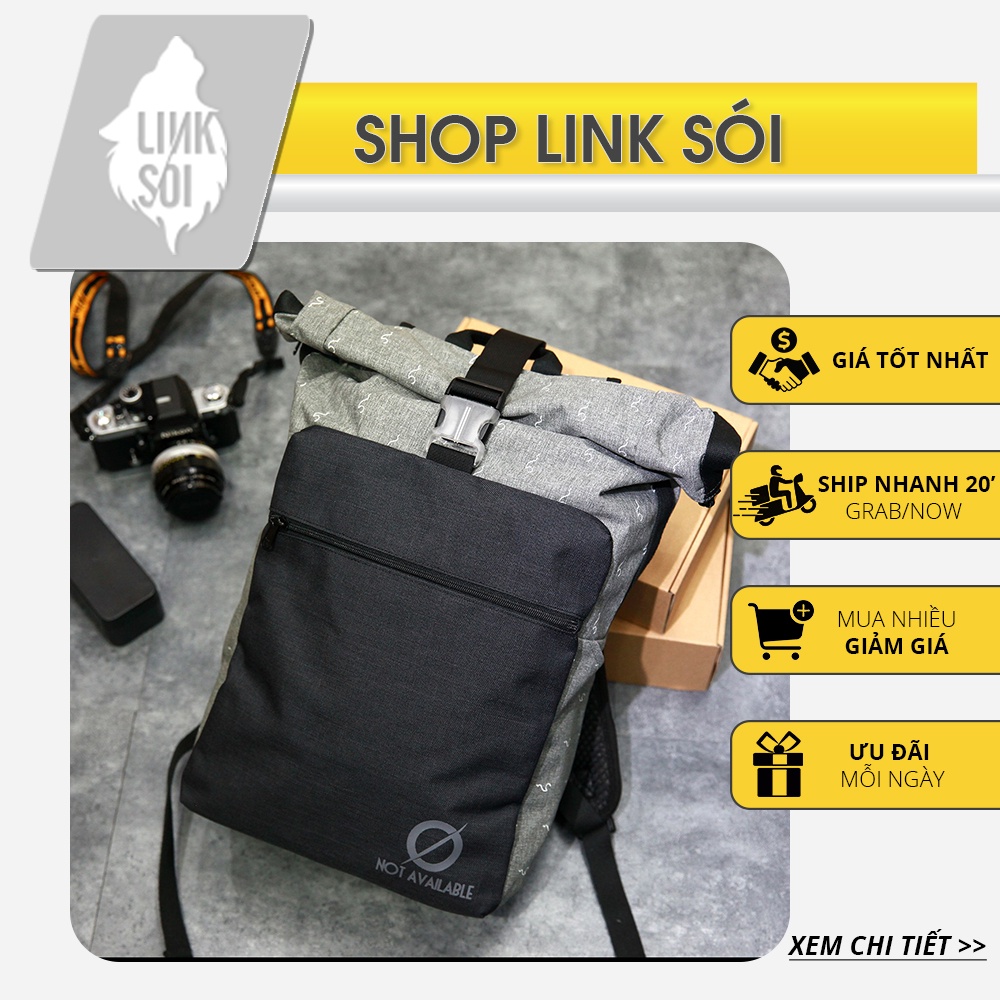 LINK
SÓI
SHOP LINK SÓI
GIÁ TỐT NHẤT
SHIP NHANH 20’
GRAB/NOW
MUA NHIỀU
GIẢM GIÁ
ƯU ĐÃI
MỖI NGÀY
Nikon
NOT AVAILABLE
XEM CHI TIẾT >>